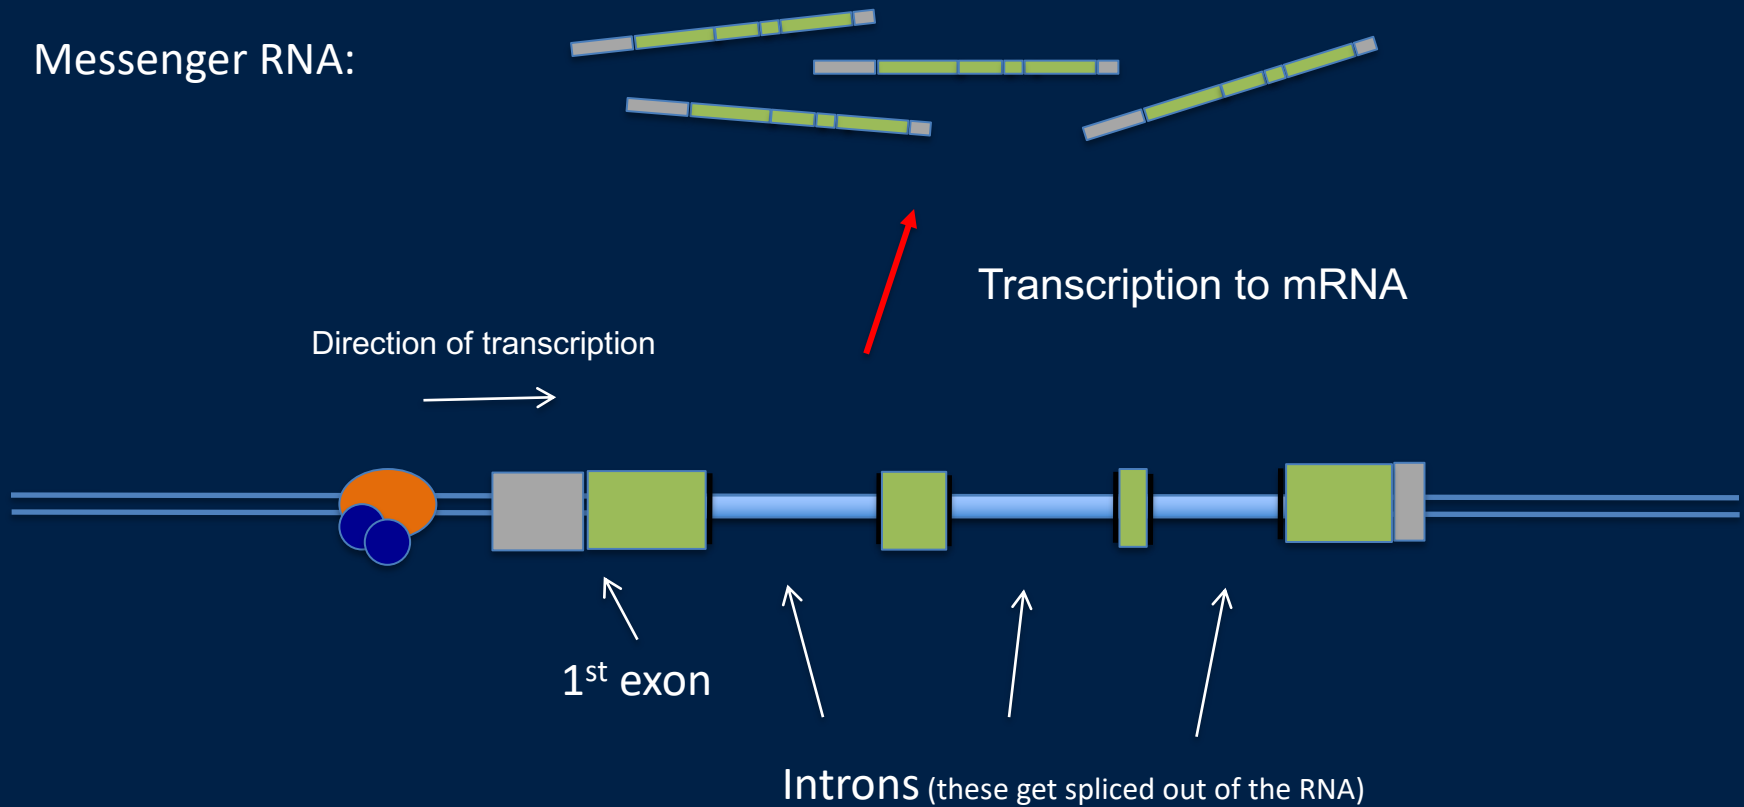 Messenger RNA:
Transcription to mRNA
Direction of transcription
1st exon
Introns (these get spliced out of the RNA)